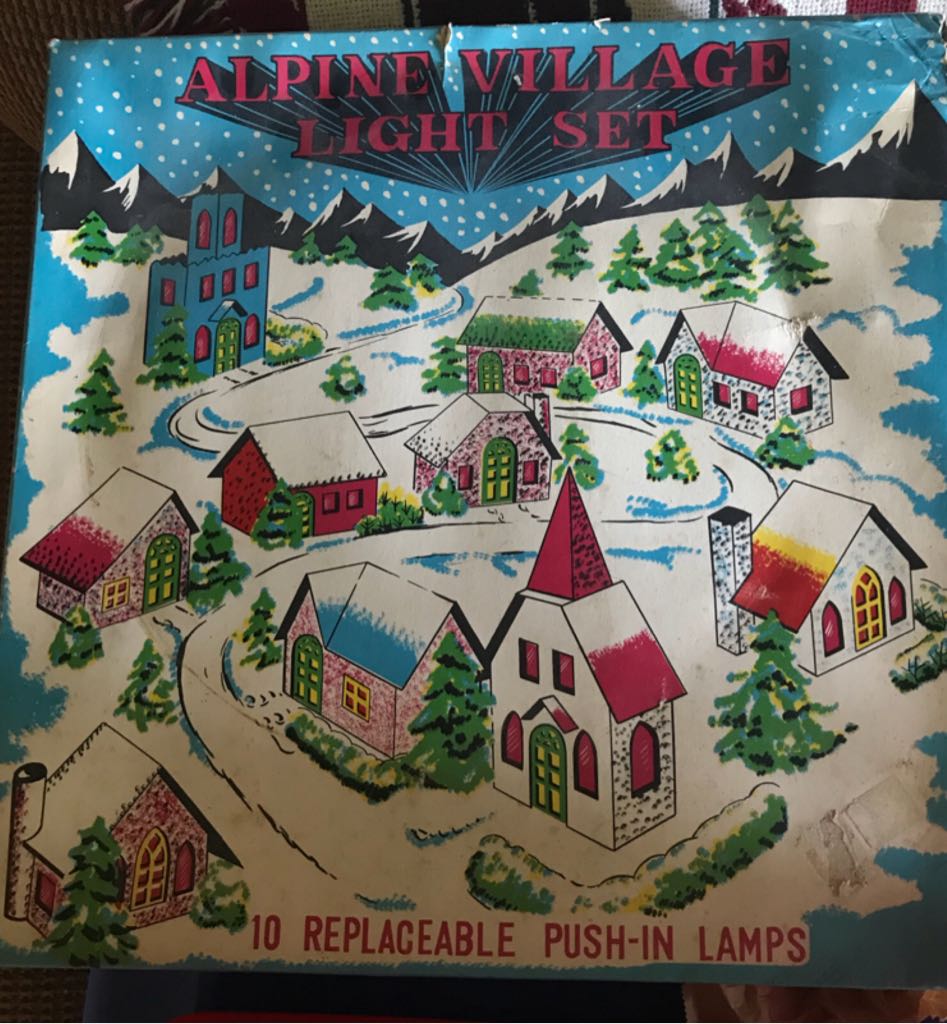 ALPINE VILLAGE
LIGHT SET
10 REPLACEABLE PUSH-IN LAMPS